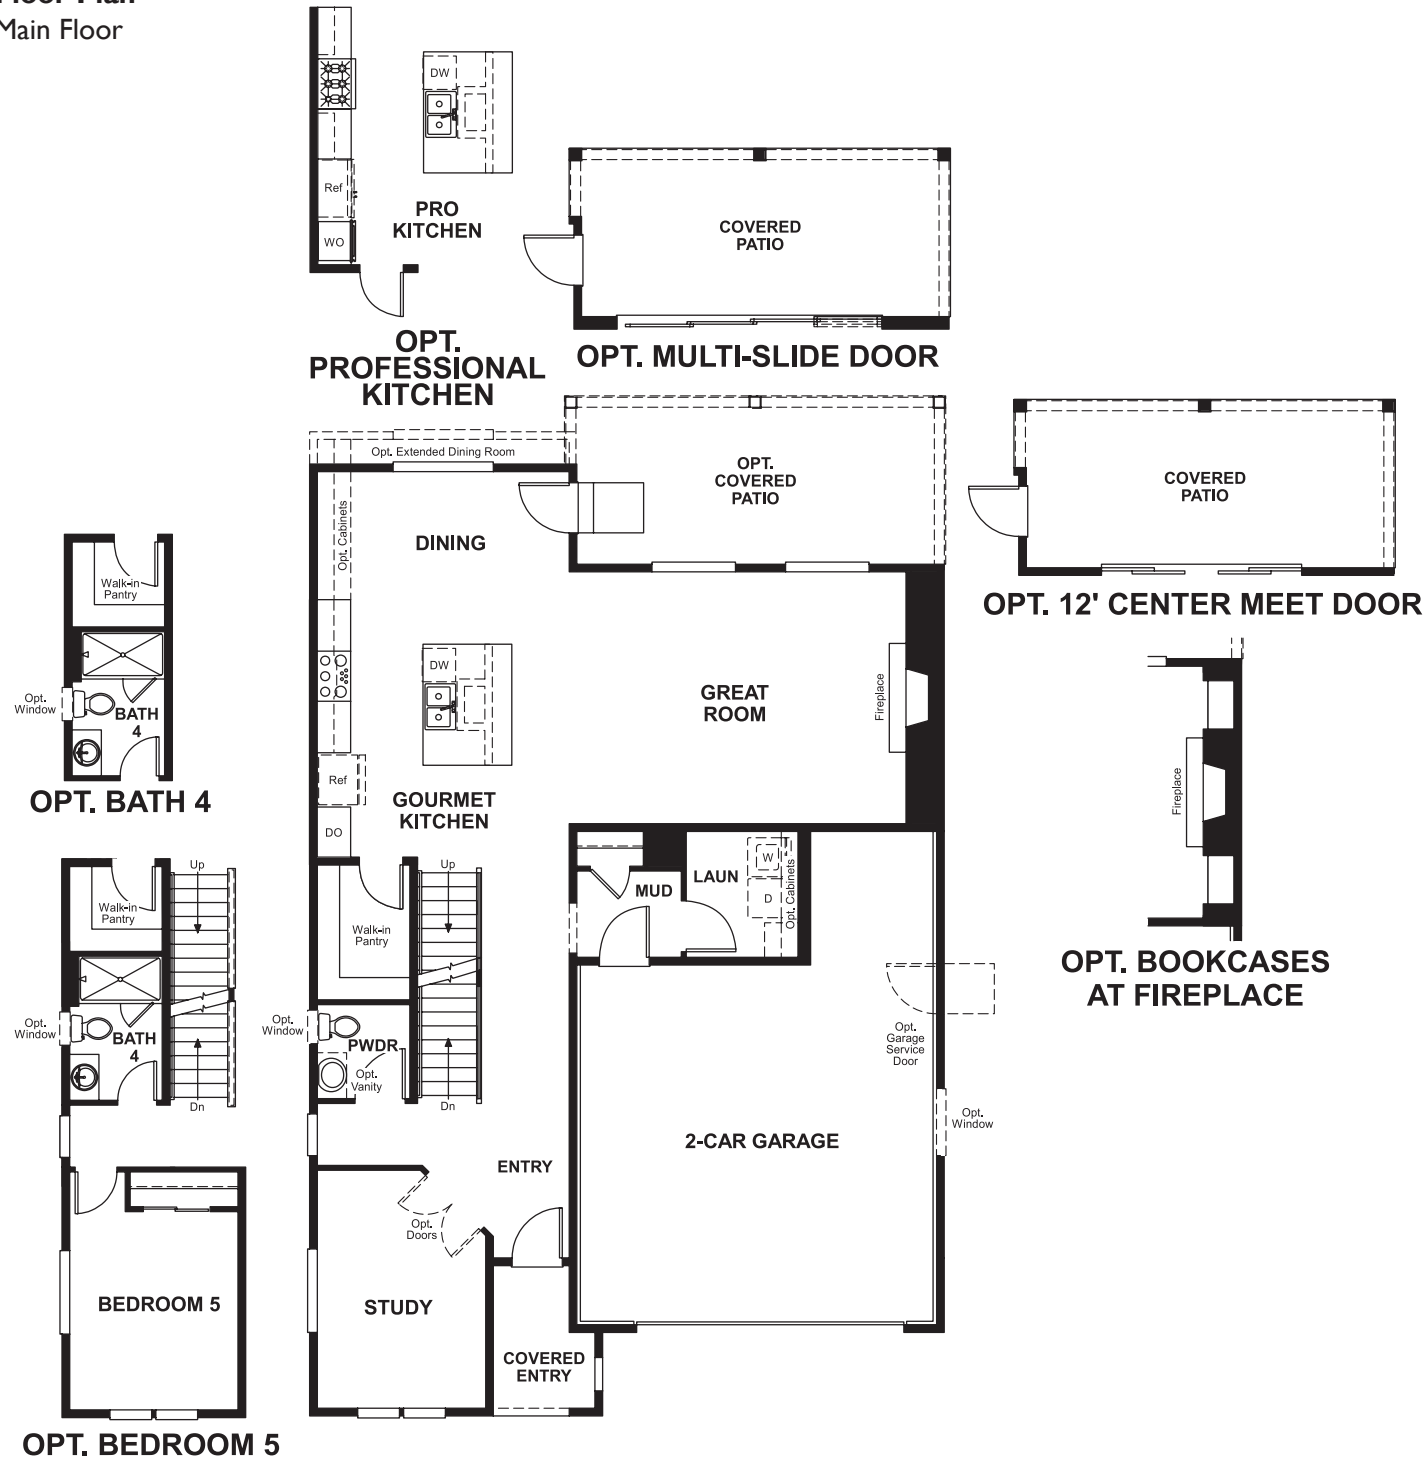 Floor Plan
Main Floor
DW
Ref
WO
PRO
KITCHEN
OPT.
PROFESSIONAL
KITCHEN
COVERED
PATIO
OPT. MULTI-SLIDE DOOR
Opt. Extended Dining Room
OPT.
COVERED
PATIO
COVERED
PATIO
OPT. 12' CENTER MEET DOOR
Walk-in
Pantry
Opt.
Window
BATH
4
OPT. BATH 4
Opt. Cabinets
DINING
DW
Ref
DO
GOURMET
KITCHEN
GREAT
ROOM
Fireplace
Fireplace
OPT. BOOKCASES
AT FIREPLACE
Up
Walk-in
Pantry
Opt.
Window
BATH
4
Dn
BEDROOM 5
OPT. BEDROOM 5
Up
Walk-in
Pantry
Opt.
Window
PWDR
Opt.
Vanity
Dn
MUD
LAUN
W
D
Opt. Cabinets
Opt.
Garage
Service
Door
Opt.
Window
2-CAR GARAGE
ENTRY
Opt.
Doors
STUDY
COVERED
ENTRY